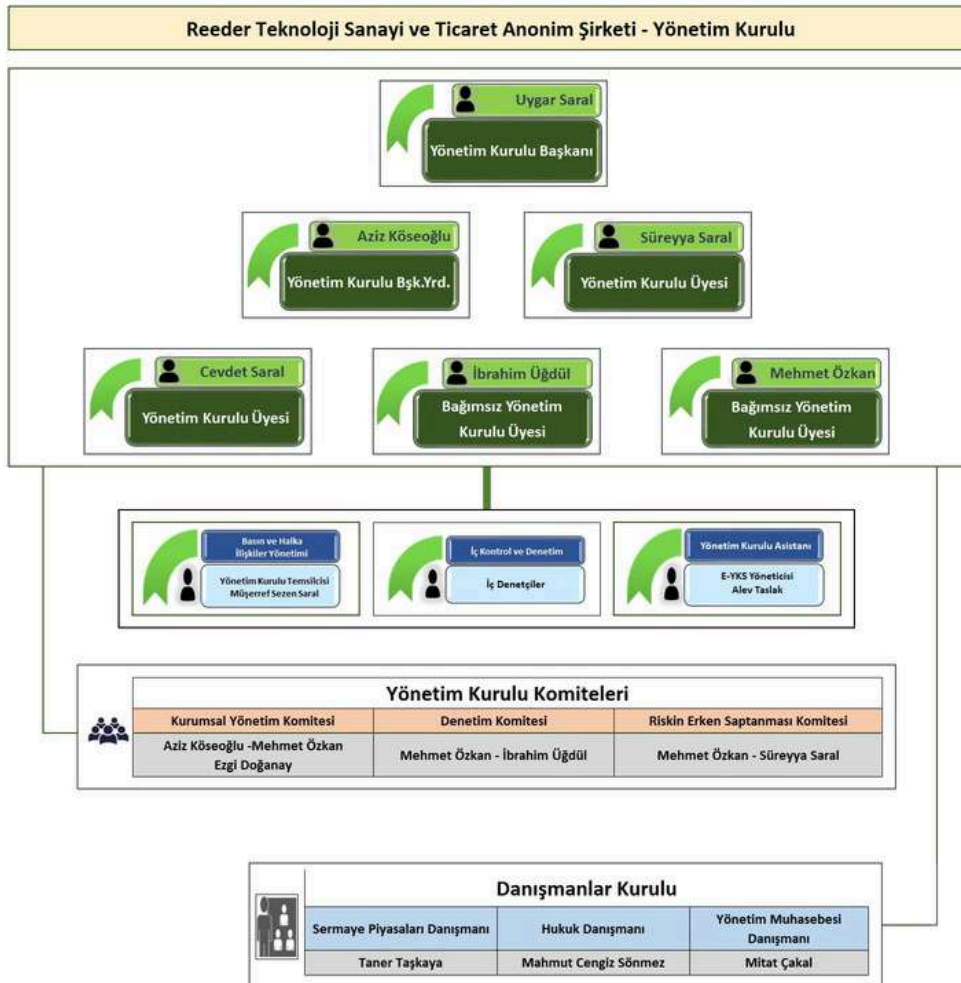 Reeder Teknoloji Sanayi ve Ticaret Anonim Şirketi - Yönetim Kurulu
Uygar Saral
Yönetim Kurulu Başkanı
Aziz Köseoğlu
Yönetim Kurulu Bşk.Yrd.
Süreyya Saral
Yönetim Kurulu Üyesi
Cevdet Saral
Yönetim Kurulu Üyesi
İbrahim Üğdül
Bağımsız Yönetim
Kurulu Üyesi
Mehmet Özkan
Bağımsız Yönetim
Kurulu Üyesi
Basın ve Halka
İlişkiler Yönetimi
Yönetim Kurulu Temsilcisi
Müşerref Sezen Saral
İç Kontrol ve Denetim
İç Denetçiler
Yönetim Kurulu Asistanı
E-YKS Yöneticisi
Alev Taslak
Yönetim Kurulu Komiteleri
Kurumsal Yönetim Komitesi
Denetim Komitesi
Riskin Erken Saptanması Komitesi
Aziz Köseoğlu -Mehmet Özkan
Ezgi Doğanay
Mehmet Özkan - İbrahim Üğdül
Mehmet Özkan - Süreyya Saral
Danışmanlar Kurulu
Sermaye Piyasaları Danışmanı
Hukuk Danışmanı
Yönetim Muhasebesi
Danışmanı
Taner Taşkaya
Mahmut Cengiz Sönmez
Mitat Çakal